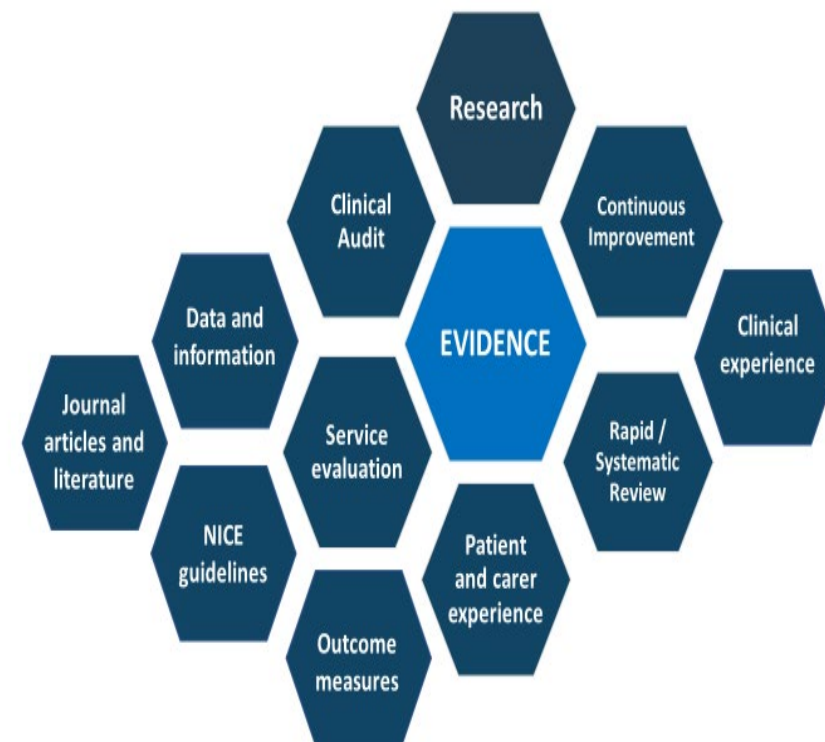 Research
Clinical
Audit
Continuous
Improvement
Data and
information
EVIDENCE
Clinical
experience
Journal
articles and
literature
Service
evaluation
Rapid /
Systematic
Review
NICE
guidelines
Patient
and carer
experience
Outcome
measures